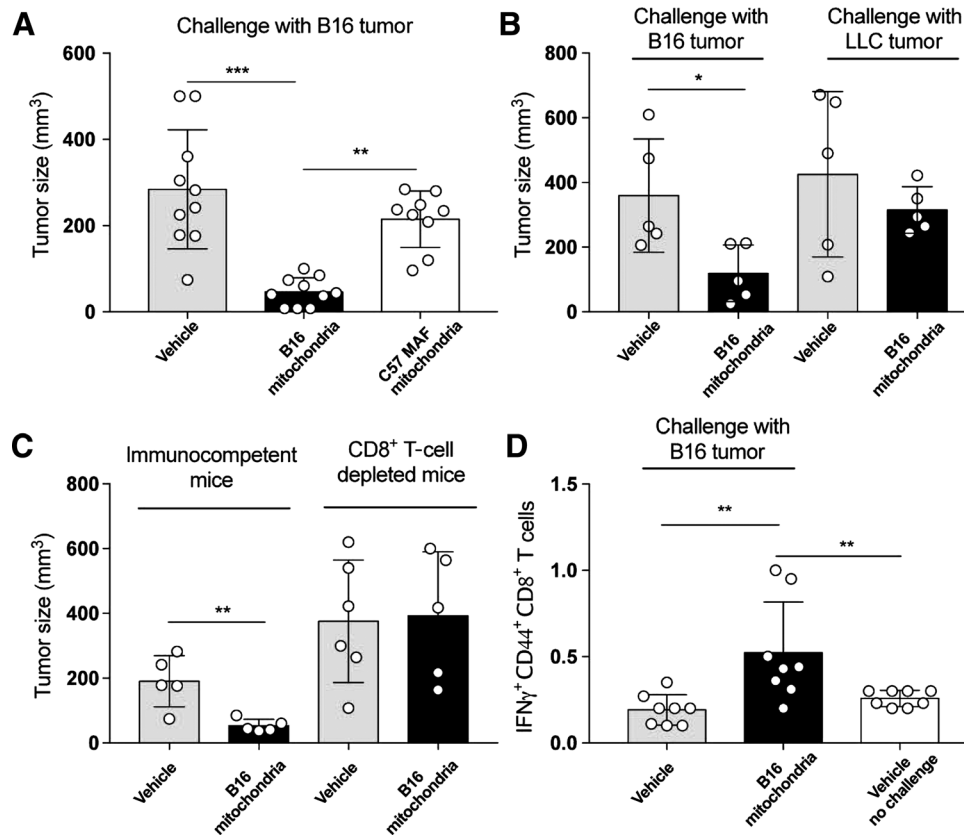 A
Challenge with B16 tumor
Tumor size (mm³)
600
400
200
0
***
**
Vehicle
B16
mitochondria
C57 MAF
mitochondria
B
Challenge with
B16 tumor
Challenge with
LLC tumor
Tumor size (mm³)
800
600
400
200
0
*
Vehicle
B16
mitochondria
Vehicle
B16
mitochondria
C
Immunocompetent
mice
CD8⁺ T-cell
depleted mice
Tumor size (mm³)
800
600
400
200
0
**
Vehicle
B16
mitochondria
Vehicle
B16
mitochondria
D
Challenge with
B16 tumor
IFNγ⁺ CD44⁺ CD8⁺ T cells
1.5
1.0
0.5
0.0
**
**
Vehicle
B16
mitochondria
Vehicle
no challenge